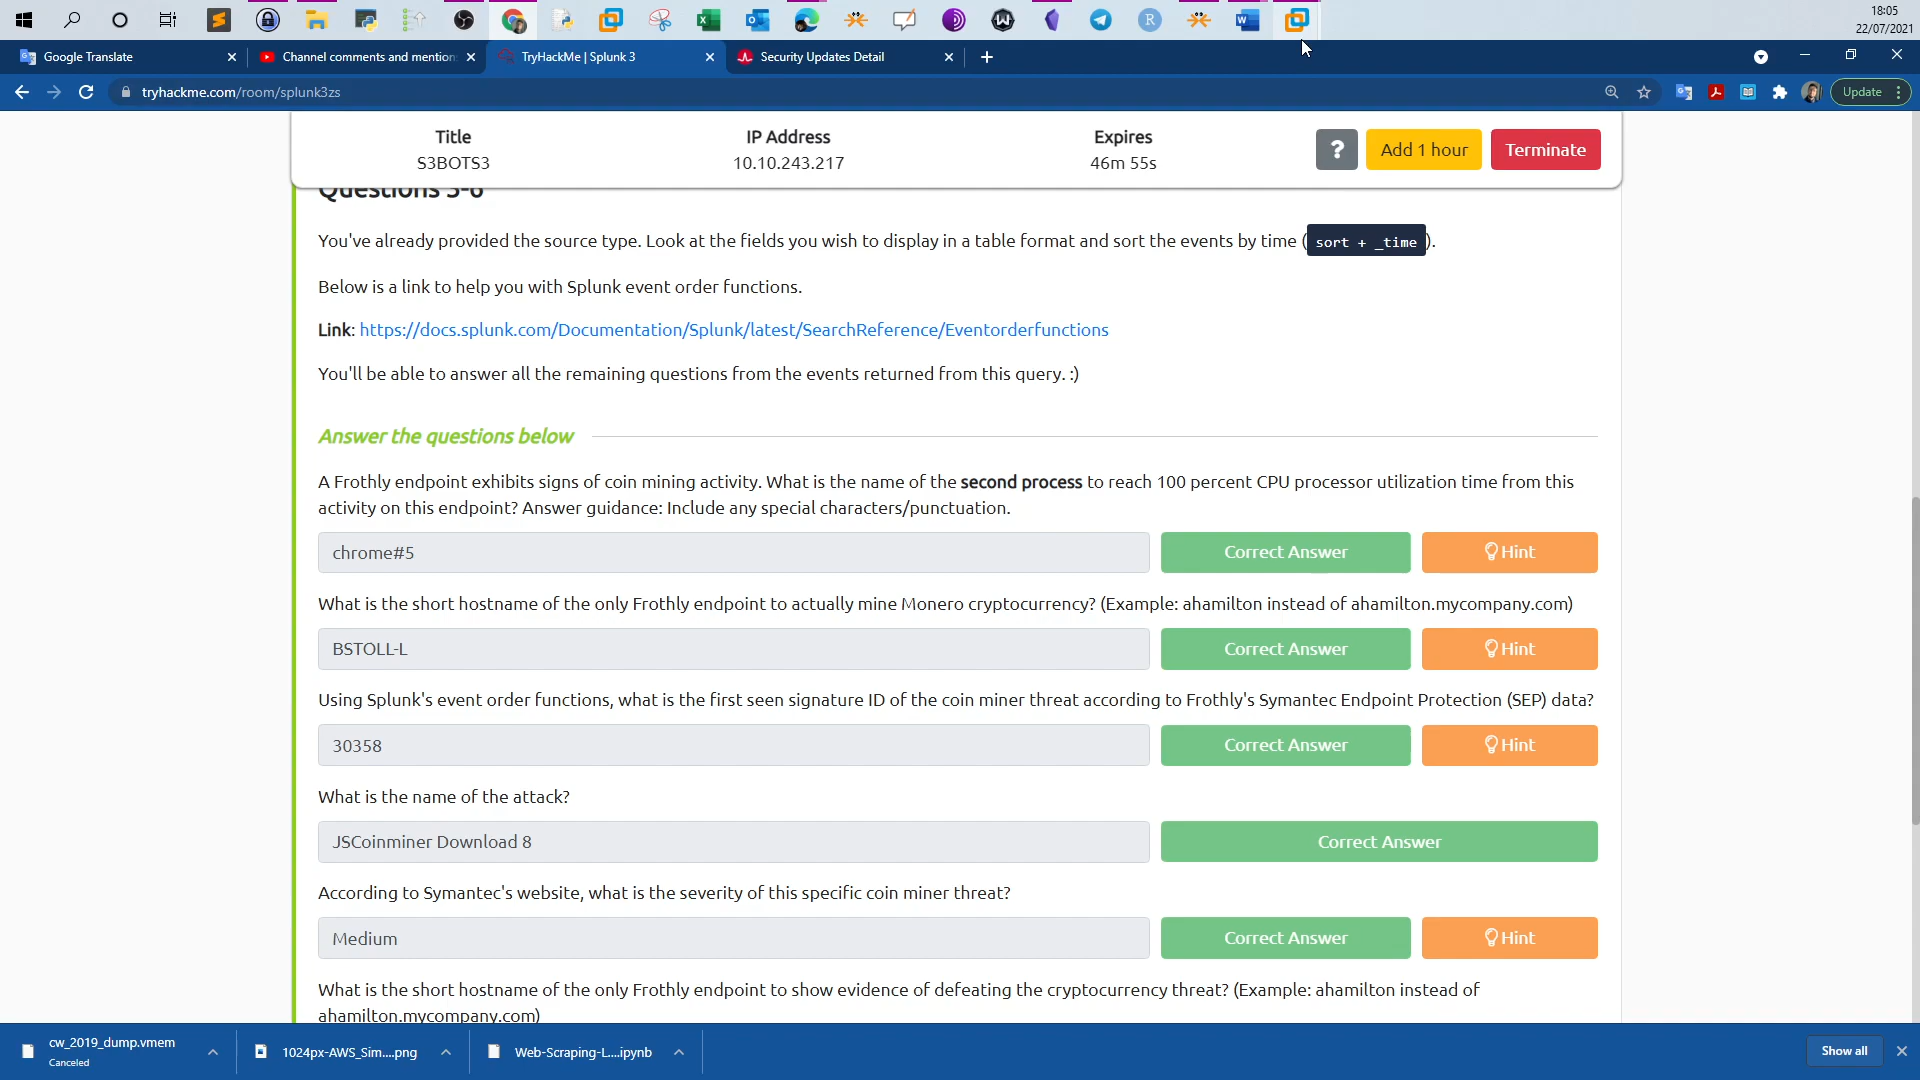 18:05
22/07/2021
Google Translate
Channel comments and mention
TryHackMe | Splunk 3
Security Updates Detail
tryhackme.com/room/splunk3zs
Update
Title
IP Address
Expires
S3BOTS3
10.10.243.217
46m 55s
?
Add 1 hour
Terminate
Questions 3-6
You've already provided the source type. Look at the fields you wish to display in a table format and sort the events by time ( sort + _time ).
Below is a link to help you with Splunk event order functions.
Link: https://docs.splunk.com/Documentation/Splunk/latest/SearchReference/Eventorderfunctions
You'll be able to answer all the remaining questions from the events returned from this query. :)
Answer the questions below
A Frothly endpoint exhibits signs of coin mining activity. What is the name of the second process to reach 100 percent CPU processor utilization time from this
activity on this endpoint? Answer guidance: Include any special characters/punctuation.
chrome#5
Correct Answer
Hint
What is the short hostname of the only Frothly endpoint to actually mine Monero cryptocurrency? (Example: ahamilton instead of ahamilton.mycompany.com)
BSTOLL-L
Correct Answer
Hint
Using Splunk's event order functions, what is the first seen signature ID of the coin miner threat according to Frothly's Symantec Endpoint Protection (SEP) data?
30358
Correct Answer
Hint
What is the name of the attack?
JSCoinminer Download 8
Correct Answer
According to Symantec's website, what is the severity of this specific coin miner threat?
Medium
Correct Answer
Hint
What is the short hostname of the only Frothly endpoint to show evidence of defeating the cryptocurrency threat? (Example: ahamilton instead of
ahamilton.mycompany.com)
cw_2019_dump.vmem
Canceled
1024px-AWS_Sim....png
Web-Scraping-L....ipynb
Show all